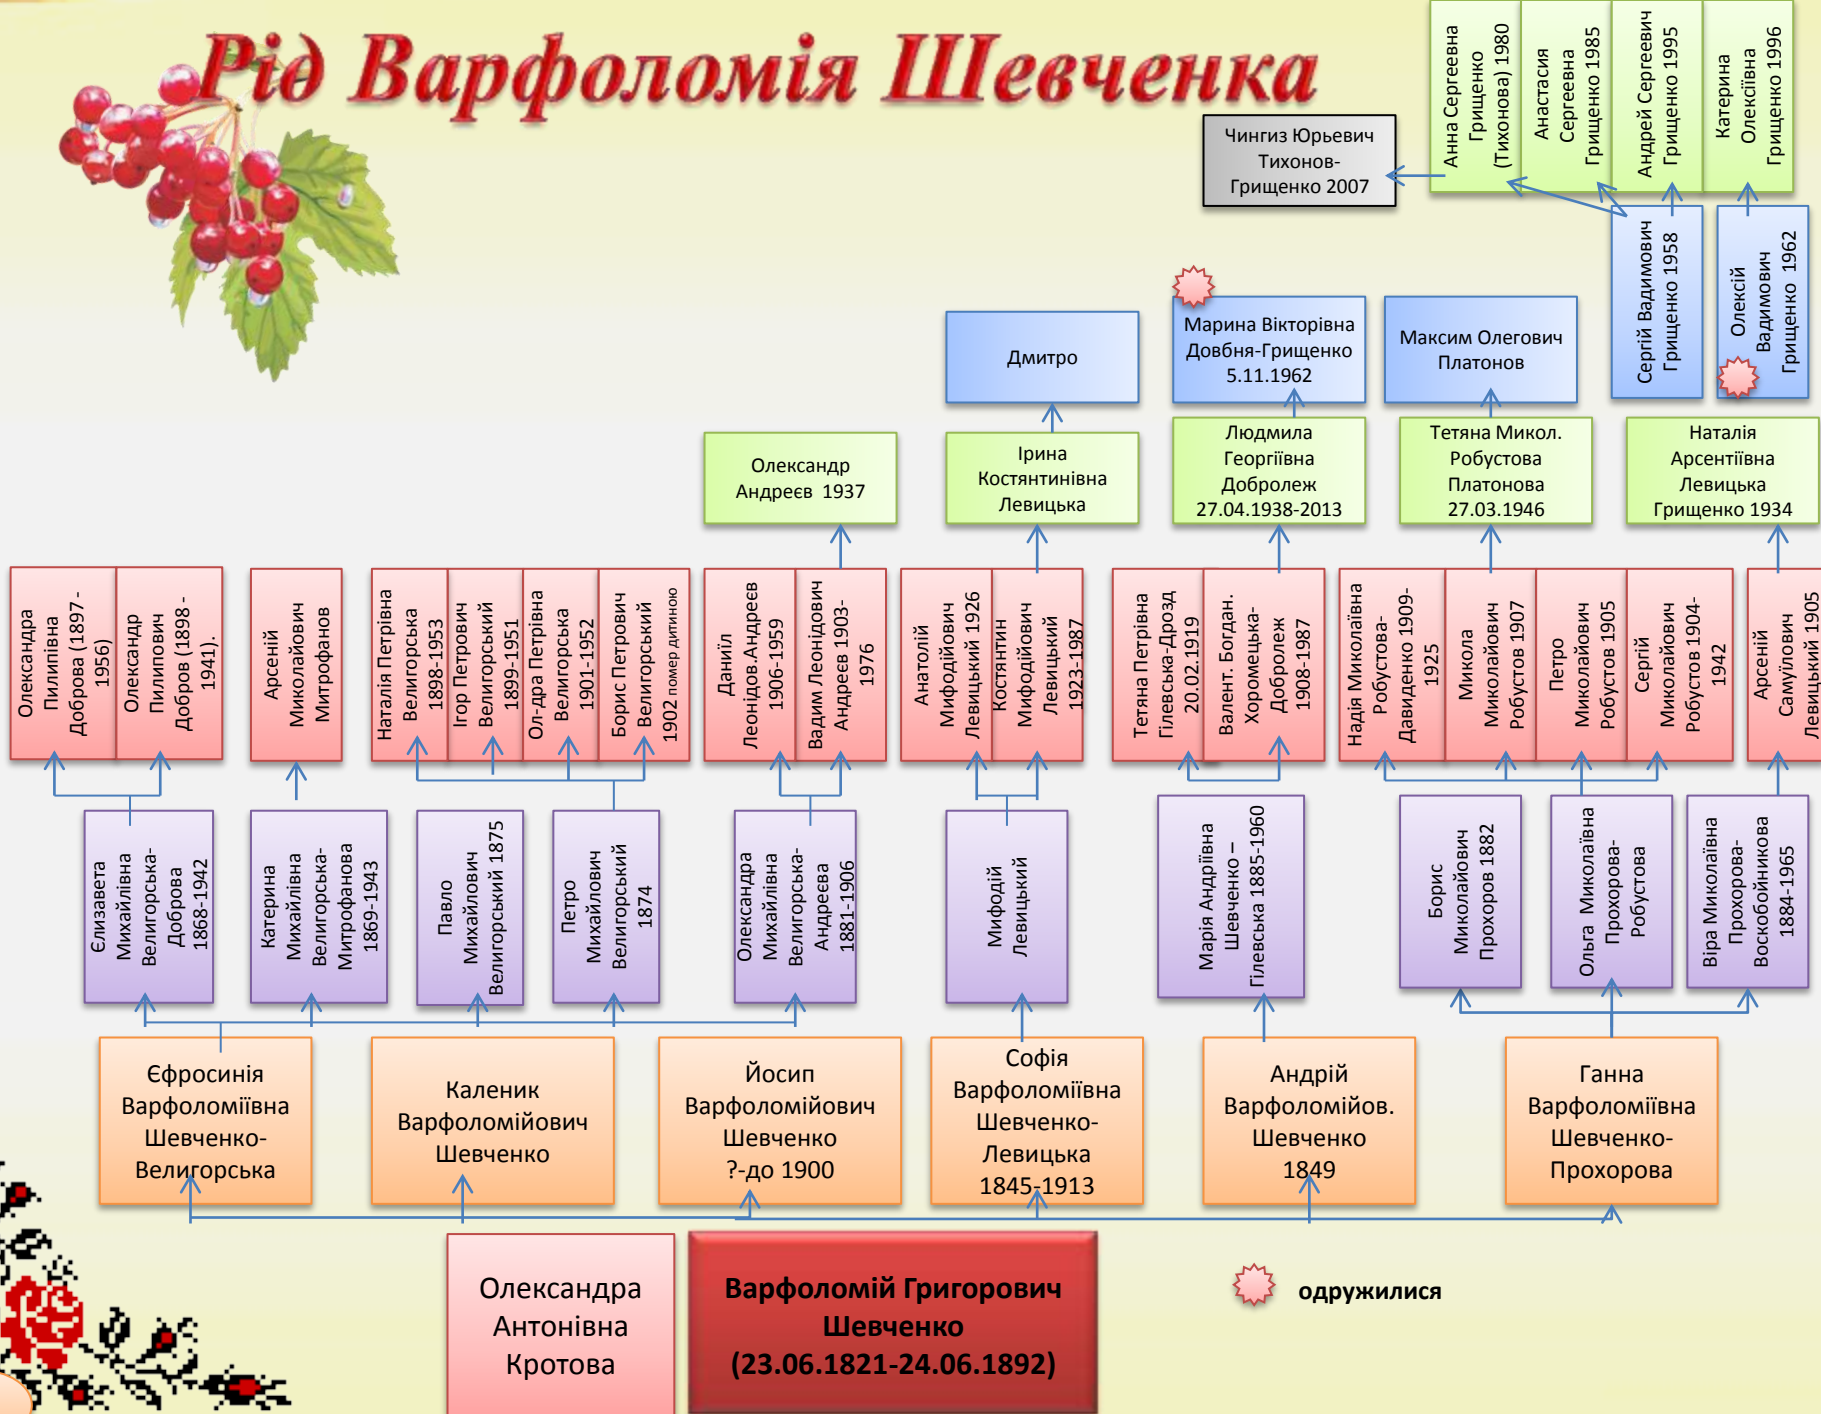 Рід Варфоломія Шевченка
Анна Сергеевна
Грищенко
(Тихонова) 1980
Анастасия
Сергеевна
Грищенко 1985
Андрей Сергеевич
Грищенко 1995
Катерина
Олексіївна
Грищенко 1996
Чингиз Юрьевич
Тихонов-
Грищенко 2007
Сергій Вадимович
Грищенко 1958
Олексій
Вадимович
Грищенко 1962
Дмитро
Марина Вікторівна
Довбня-Грищенко
5.11.1962
Максим Олегович
Платонов
Олександр
Андреєв 1937
Ірина
Костянтинівна
Левицька
Людмила
Георгіївна
Добролеж
27.04.1938-2013
Тетяна Микол.
Робустова
Платонова
27.03.1946
Наталія
Арсентіївна
Левицька
Грищенко 1934
Олександра
Пилипівна
Доброва (1897 -
1956)
Олександр
Пилипович
Добров (1898 -
1941).
Арсеній
Миколайович
Митрофанов
Наталія Петрівна
Велигорська
1898-1953
Ігор Петрович
Велигорський
1899-1951
Ол-дра Петрівна
Велигорська
1901-1952
Борис Петрович
Велигорський
1902 помер дитиною
Даниїл
Леонідов.Андреєв
1906-1959
Вадим Леонідович
Андреев 1903-
1976
Анатолій
Мифодійович
Левицький 1926
Костянтин
Мифодійович
Левицький
1923-1987
Тетяна Петрівна
Гілевська-Дрозд
20.02.1919
Валент. Богдан.
Хоромецька-
Добролеж
1908-1987
Надія Миколаївна
Робустова-
Давиденко 1909-
1925
Микола
Миколайович
Робустов 1907
Петро
Миколайович
Робустов 1905
Сергій
Миколайович
Робустов 1904-
1942
Арсеній
Самуїлович
Левицький 1905
Єлизавета
Михайлівна
Велигорська-
Доброва
1868-1942
Катерина
Михайлівна
Велигорська-
Митрофанова
1869-1943
Павло
Михайлович
Велигорський 1875
Петро
Михайлович
Велигорський
1874
Олександра
Михайлівна
Велигорська-
Андреєва
1881-1906
Мифодій
Левицький
Марія Андріївна
Шевченко –
Гілевська 1885-1960
Борис
Миколайович
Прохоров 1882
Ольга Миколаївна
Прохорова-
Робустова
Віра Миколаївна
Прохорова-
Воскобойникова
1884-1965
Єфросинія
Варфоломіївна
Шевченко-
Велигорська
Каленик
Варфоломійович
Шевченко
Йосип
Варфоломійович
Шевченко
?-до 1900
Софія
Варфоломіївна
Шевченко-
Левицька
1845-1913
Андрій
Варфоломійов.
Шевченко
1849
Ганна
Варфоломіївна
Шевченко-
Прохорова
Олександра
Антонівна
Кротова
Варфоломій Григорович
Шевченко
(23.06.1821-24.06.1892)
одружилися